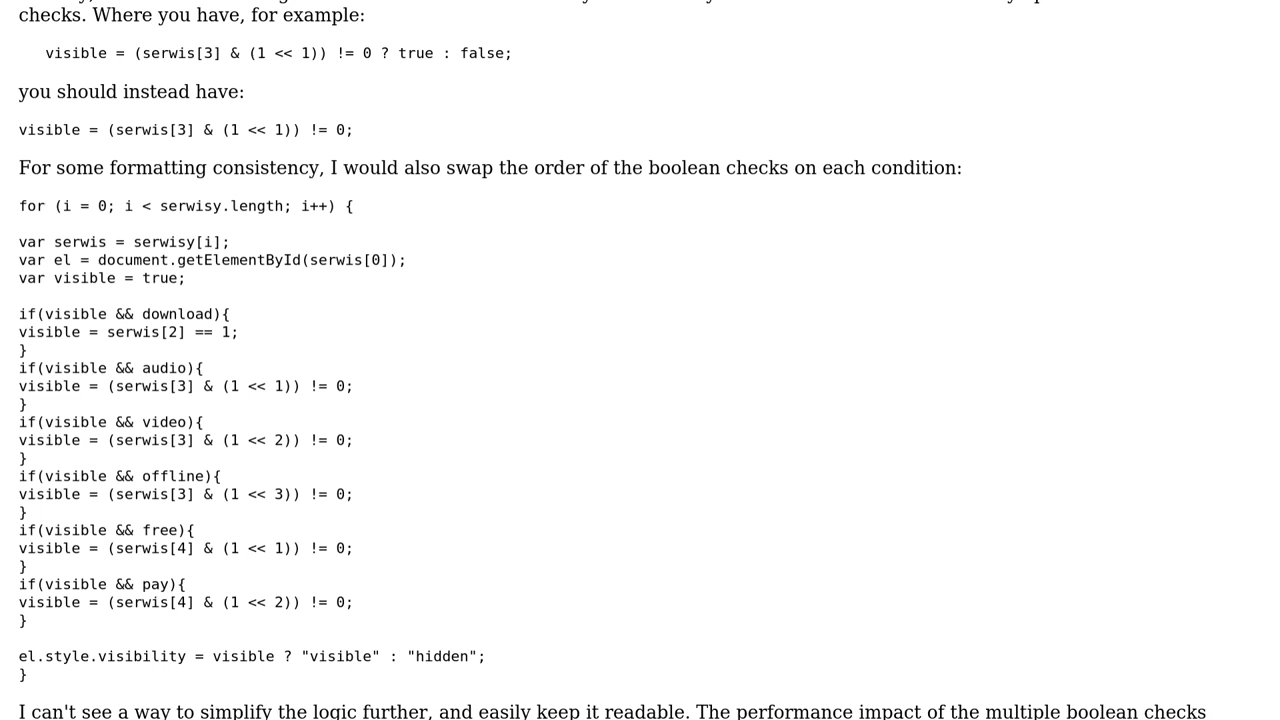 checks. Where you have, for example:
visible = (serwis[3] & (1 << 1)) != 0 ? true : false;
you should instead have:
visible = (serwis[3] & (1 << 1)) != 0;
For some formatting consistency, I would also swap the order of the boolean checks on each condition:
for (i = 0; i < serwisy.length; i++) {
var serwis = serwisy[i];
var el = document.getElementById(serwis[0]);
var visible = true;
if(visible && download){
visible = serwis[2] == 1;
}
if(visible && audio){
visible = (serwis[3] & (1 << 1)) != 0;
}
if(visible && video){
visible = (serwis[3] & (1 << 2)) != 0;
}
if(visible && offline){
visible = (serwis[3] & (1 << 3)) != 0;
}
if(visible && free){
visible = (serwis[4] & (1 << 1)) != 0;
}
if(visible && pay){
visible = (serwis[4] & (1 << 2)) != 0;
}
el.style.visibility = visible ? "visible" : "hidden";
}
I can't see a way to simplify the logic further, and easily keep it readable. The performance impact of the multiple boolean checks